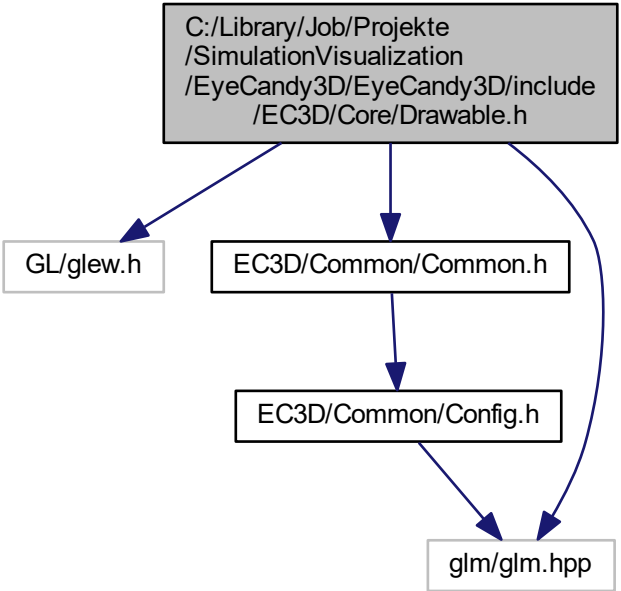 C:/Library/Job/Projekte
/SimulationVisualization
/EyeCandy3D/EyeCandy3D/include
/EC3D/Core/Drawable.h
GL/glew.h
EC3D/Common/Common.h
EC3D/Common/Config.h
glm/glm.hpp